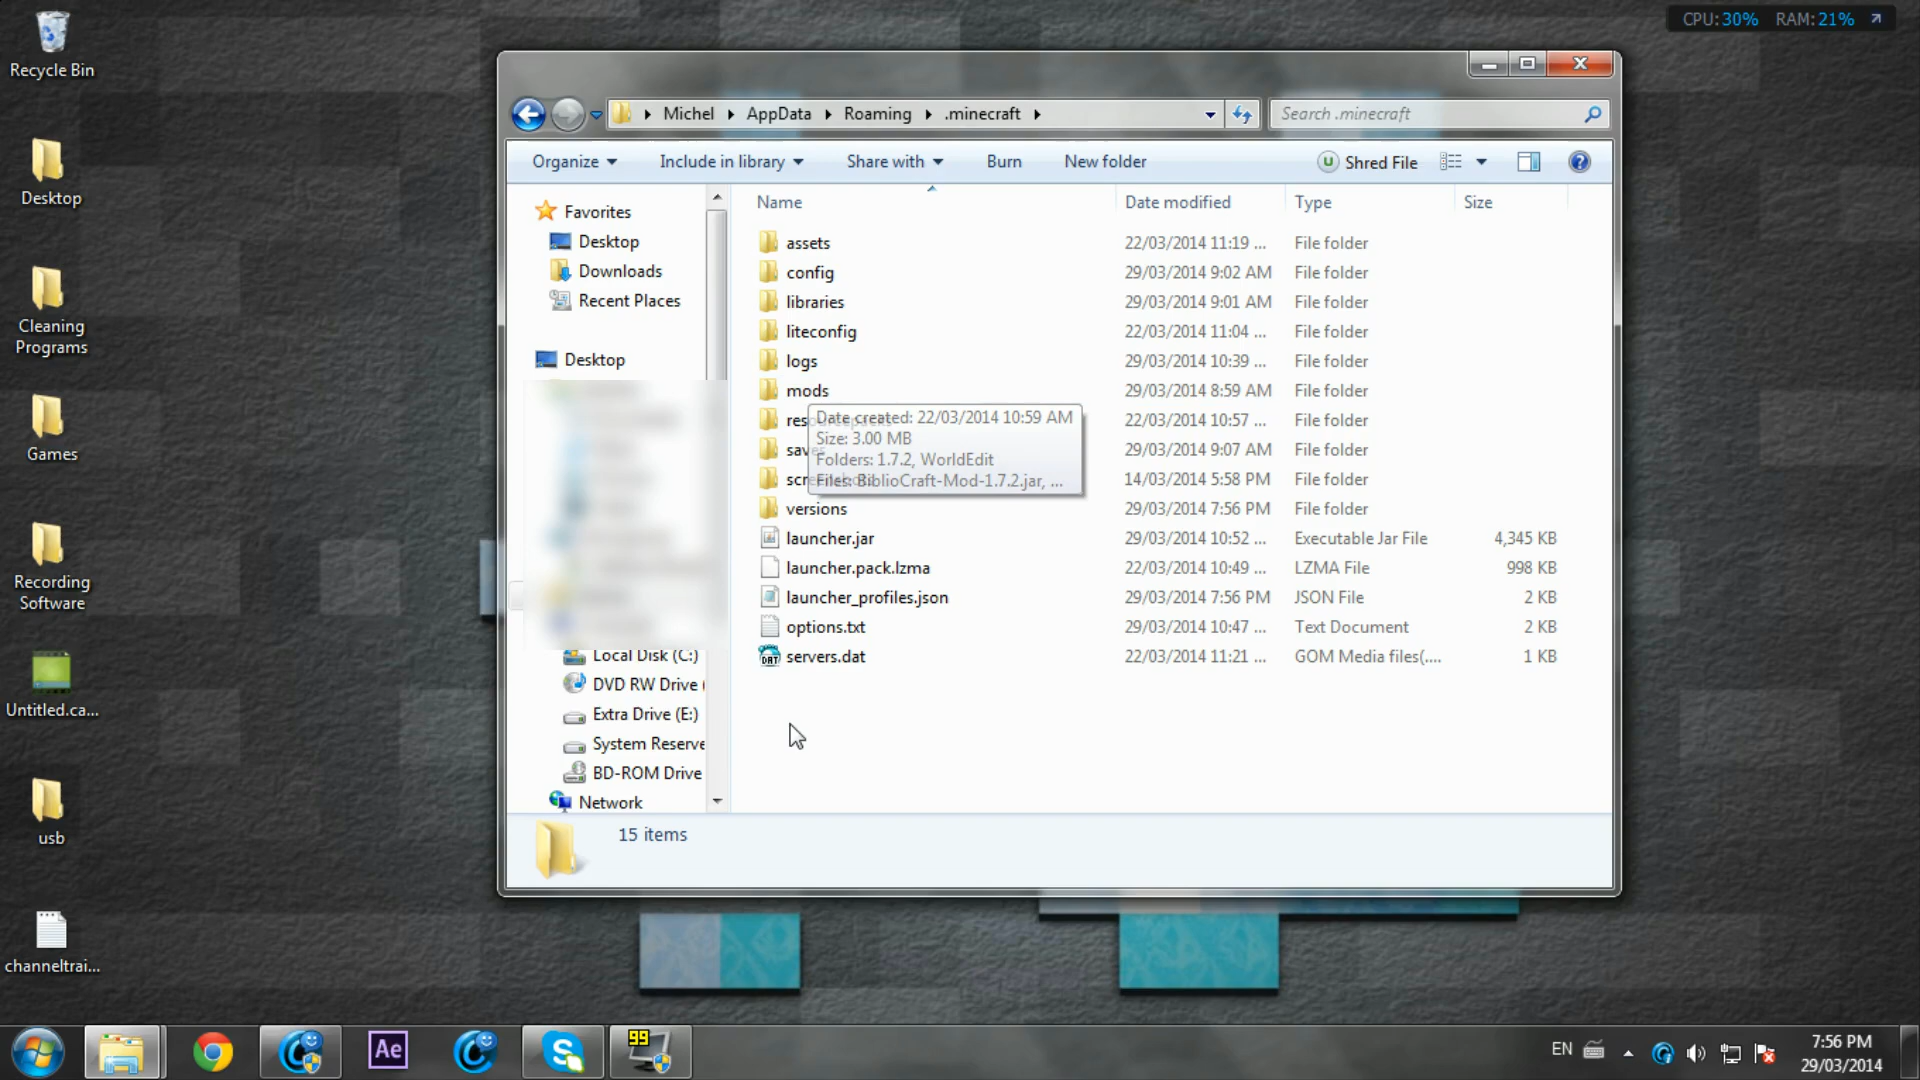 CPU: 30% RAM: 21%
Recycle Bin
Desktop
Cleaning
Programs
Games
Recording
Software
Untitled.ca...
usb
channeltrai...
Michel AppData Roaming .minecraft
Search .minecraft
Organize Include in library Share with Burn New folder Shred File
Favorites
Desktop
Downloads
Recent Places
Desktop
Local Disk (C:)
DVD RW Drive (
Extra Drive (E:)
System Reserve
BD-ROM Drive
Network
Name Date modified Type Size
assets 22/03/2014 11:19 ... File folder
config 29/03/2014 9:02 AM File folder
libraries 29/03/2014 9:01 AM File folder
liteconfig 22/03/2014 11:04 ... File folder
logs 29/03/2014 10:39 ... File folder
mods 29/03/2014 8:59 AM File folder
resourcepacks 22/03/2014 10:57 ... File folder
saves 29/03/2014 9:07 AM File folder
screenshots 14/03/2014 5:58 PM File folder
versions 29/03/2014 7:56 PM File folder
launcher.jar 29/03/2014 10:52 ... Executable Jar File 4,345 KB
launcher.pack.lzma 22/03/2014 10:49 ... LZMA File 998 KB
launcher_profiles.json 29/03/2014 7:56 PM JSON File 2 KB
options.txt 29/03/2014 10:47 ... Text Document 2 KB
servers.dat 22/03/2014 11:21 ... GOM Media files(.... 1 KB
Date created: 22/03/2014 10:59 AM
Size: 3.00 MB
Folders: 1.7.2, WorldEdit
Files: BiblioCraft-Mod-1.7.2.jar, ...
15 items
Ae
99
EN
7:56 PM
29/03/2014